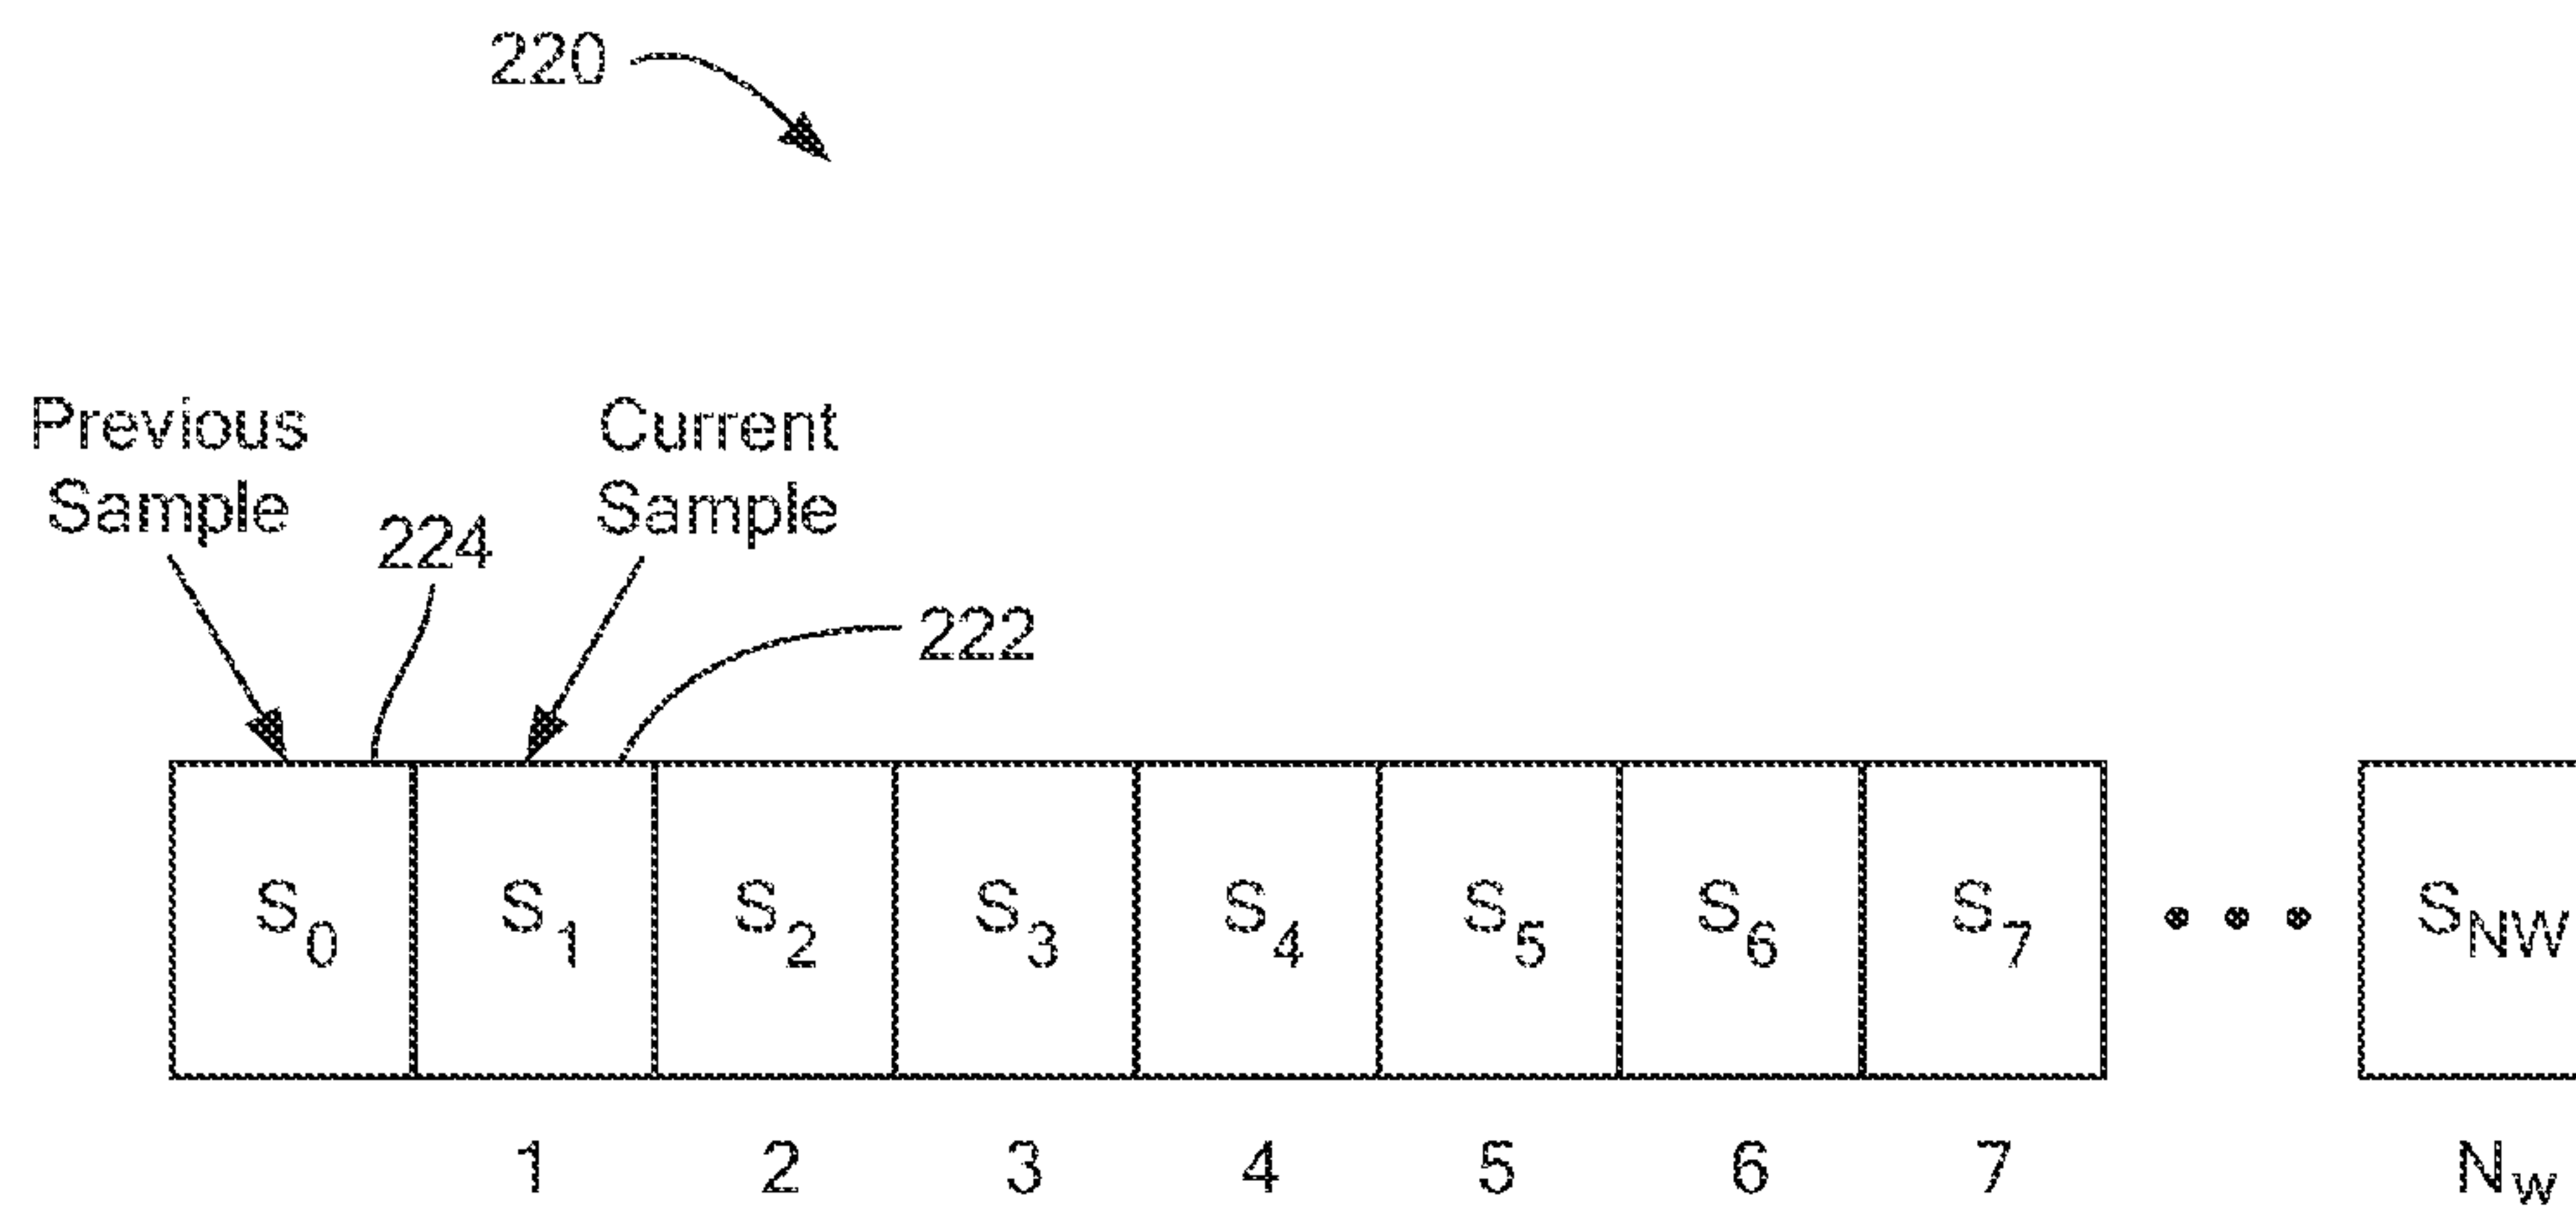 220
Previous
Sample
Current
Sample
224
222
S0 S1 S2 S3 S4 S5 S6 S7 ••• SNW
1 2 3 4 5 6 7 Nw